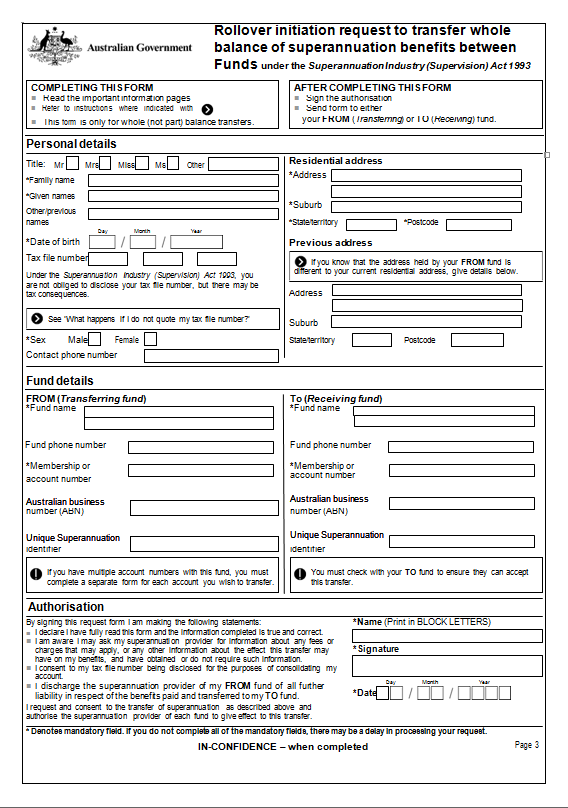 Australian Government
Rollover initiation request to transfer whole
balance of superannuation benefits between
Funds under the Superannuation Industry (Supervision) Act 1993
COMPLETING THIS FORM
Read the important information pages
Refer to instructions where indicated with
This form is only for whole (not part) balance transfers.
AFTER COMPLETING THIS FORM
Sign the authorisation
Send form to either
your FROM (Transferring) or TO (Receiving) fund.
Personal details
Title: Mr Mrs Miss Ms Other
*Family name
*Given names
Other/previous
names
Day Month Year
*Date of birth / /
Tax file number
Under the Superannuation Industry (Supervision) Act 1993, you
are not obliged to disclose your tax file number, but there may be
tax consequences.
See "What happens if I do not quote my tax file number?"
*Sex Male Female
Contact phone number
Residential address
*Address
*Suburb
*State/territory *Postcode
Previous address
If you know that the address held by your FROM fund is
different to your current residential address, give details below.
Address
Suburb
State/territory Postcode
Fund details
FROM (Transferring fund)
*Fund name
Fund phone number
*Membership or
account number
Australian business
number (ABN)
Unique Superannuation
Identifier
If you have multiple account numbers with this fund, you must
complete a separate form for each account you wish to transfer.
To (Receiving fund)
*Fund name
Fund phone number
*Membership or
account number
Australian business
number (ABN)
Unique Superannuation
Identifier
You must check with your TO fund to ensure they can accept
this transfer.
Authorisation
By signing this request form I am making the following statements:
I declare I have fully read this form and the information completed is true and correct.
I am aware I may ask my superannuation provider for information about any fees or
charges that may apply, or any other information about the effect this transfer may
have on my benefits, and have obtained or do not require such information.
I consent to my tax file number being disclosed for the purposes of consolidating my
account.
I discharge the superannuation provider of my FROM fund of all further
liability in respect of the benefits paid and transferred to my TO fund.
I request and consent to the transfer of superannuation as described above and
authorise the superannuation provider of each fund to give effect to this transfer.
*Name (Print in BLOCK LETTERS)
*Signature
Day Month Year
*Date / /
* Denotes mandatory field. If you do not complete all of the mandatory fields, there may be a delay in processing your request.
IN-CONFIDENCE – when completed
Page 3